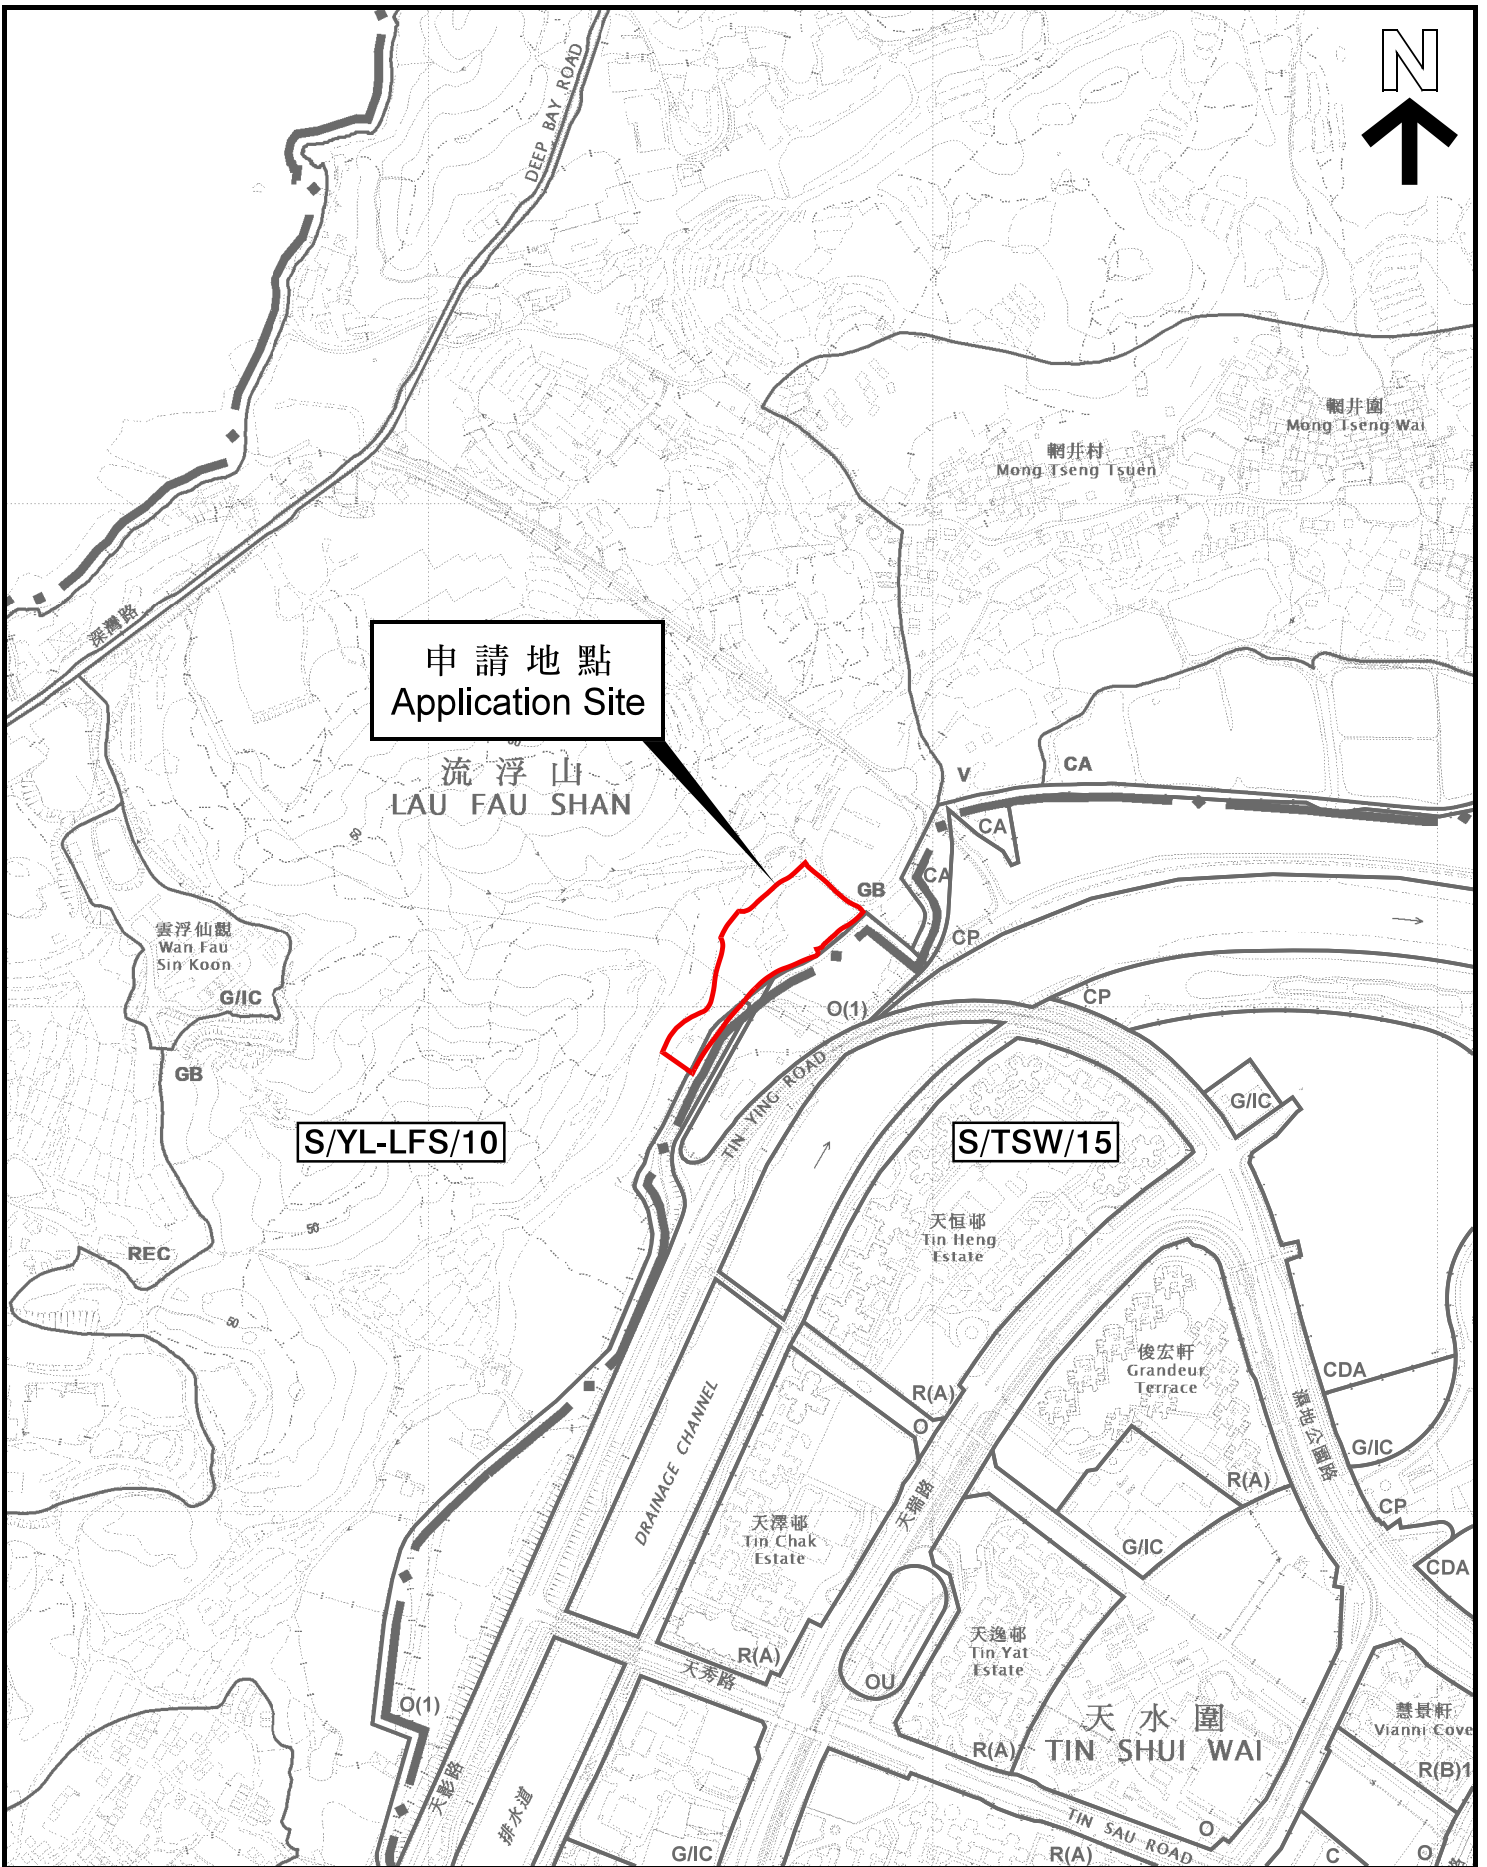 N
DEEP BAY ROAD
輞井圍
Mong Tseng Wai
輞井村
Mong Tseng Tsuen
深灣路
申請地點
Application Site
流浮山
LAU FAU SHAN
50
V
CA
CA
CA
GB
CP
CP
O(1)
雲浮仙觀
Wan Fau
Sin Koon
G/IC
GB
TIN YING ROAD
G/IC
S/YL-LFS/10
S/TSW/15
天恒邨
Tin Heng
Estate
50
REC
50
俊宏軒
Grandeur
Terrace
CDA
R(A)
O
濕地公園路
G/IC
R(A)
CP
DRAINAGE CHANNEL
天瑞路
天澤邨
Tin Chak
Estate
G/IC
CDA
天逸邨
Tin Yat
Estate
R(A)
天秀路
OU
O(1)
天水圍
TIN SHUI WAI
R(A)
慧景軒
Vianni Cove
R(B)1
天影路
排水道
TIN SAU ROAD
O
G/IC
R(A)
C
O